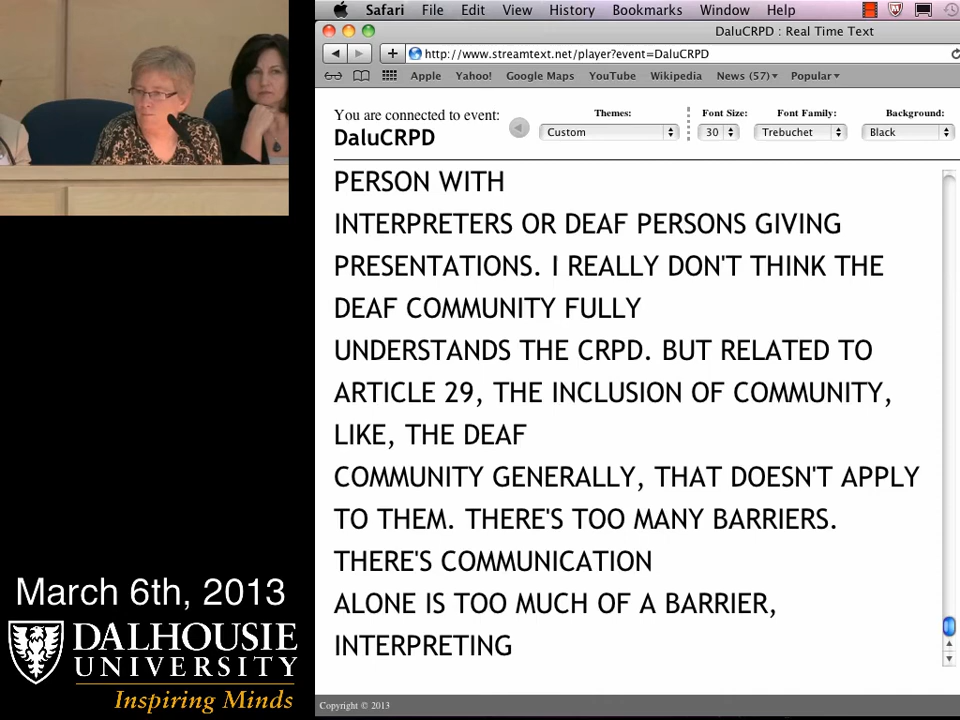 Safari File Edit View History Bookmarks Window Help
DaluCRPD : Real Time Text
http://www.streamtext.net/player?event=DaluCRPD
Apple Yahoo! Google Maps YouTube Wikipedia News (57) Popular
You are connected to event:
DaluCRPD
Themes: Font Size: Font Family: Background:
Custom 30 Trebuchet Black
PERSON WITH
INTERPRETERS OR DEAF PERSONS GIVING
PRESENTATIONS. I REALLY DON'T THINK THE
DEAF COMMUNITY FULLY
UNDERSTANDS THE CRPD. BUT RELATED TO
ARTICLE 29, THE INCLUSION OF COMMUNITY,
LIKE, THE DEAF
COMMUNITY GENERALLY, THAT DOESN'T APPLY
TO THEM. THERE'S TOO MANY BARRIERS.
THERE'S COMMUNICATION
ALONE IS TOO MUCH OF A BARRIER,
INTERPRETING
Copyright © 2013
March 6th, 2013
DALHOUSIE
UNIVERSITY
Inspiring Minds